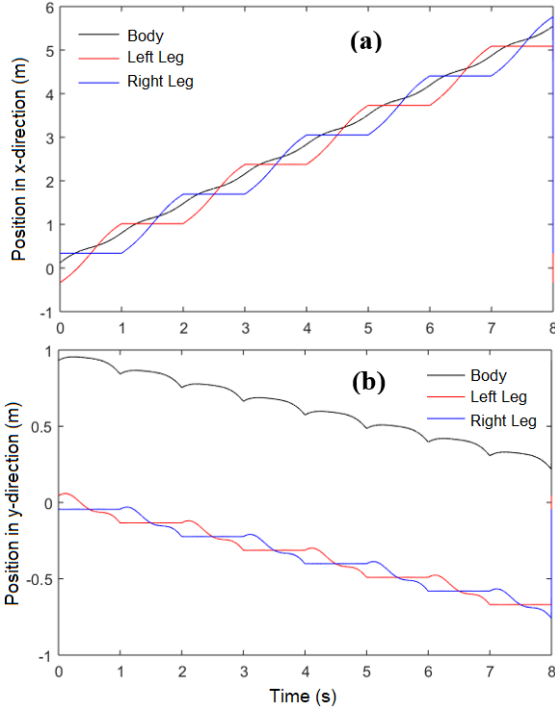 (a)
Body
Left Leg
Right Leg
Position in x-direction (m)
6
5
4
3
2
1
0
-1
0 1 2 3 4 5 6 7 8
(b)
Body
Left Leg
Right Leg
Position in y-direction (m)
1
0.5
0
-0.5
-1
0 1 2 3 4 5 6 7 8
Time (s)